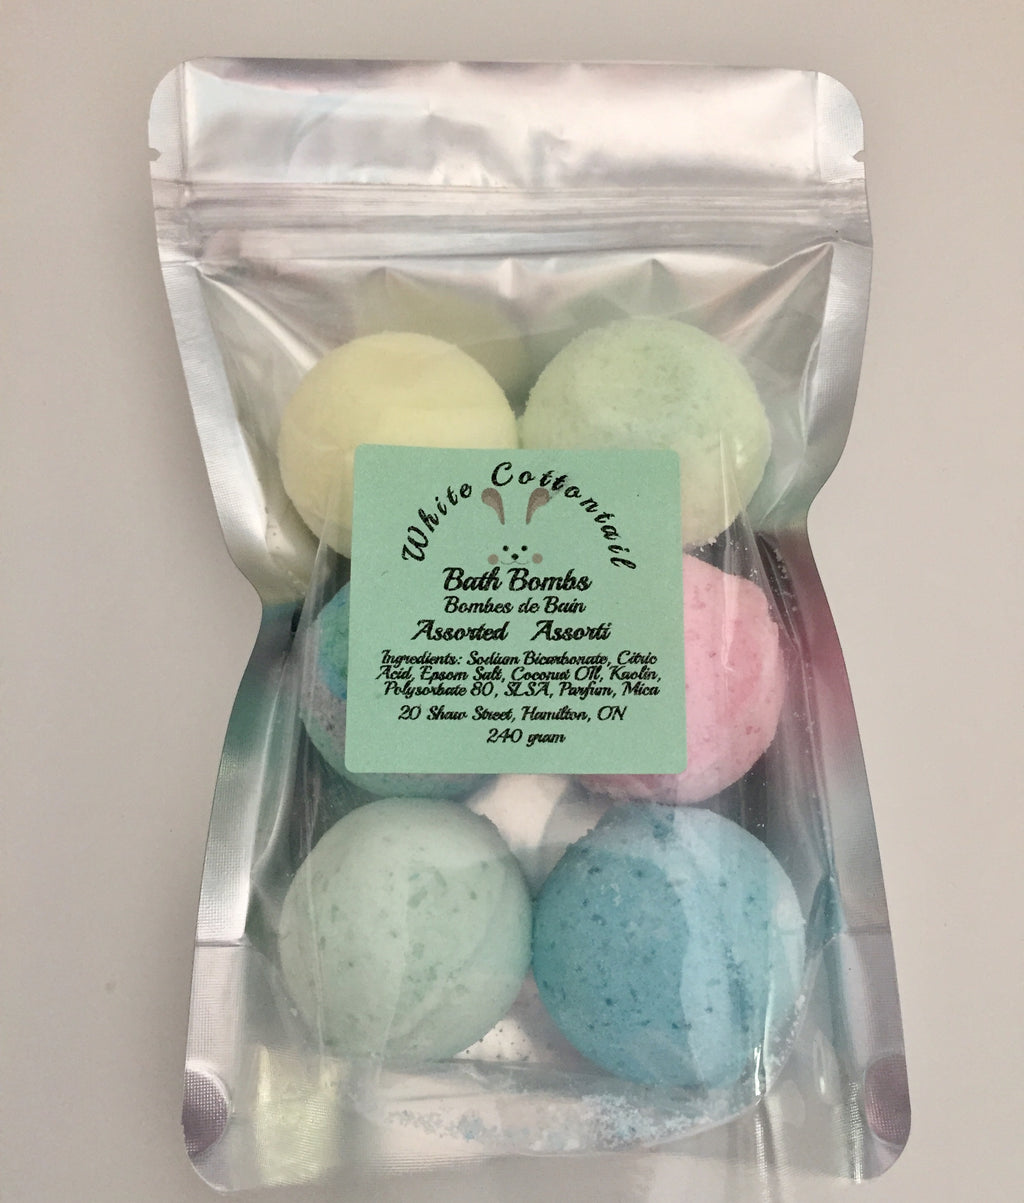 White Cottontail
Bath Bombs
Bombes de Bain
Assorted Assorti
Ingredients: Sodium Bicarbonate, Citric
Acid, Epsom Salt, Coconut OIl, Kaolin,
Polysorbate 80, SLSA, Parfum, Mica
20 Shaw Street, Hamilton, ON
240 gram